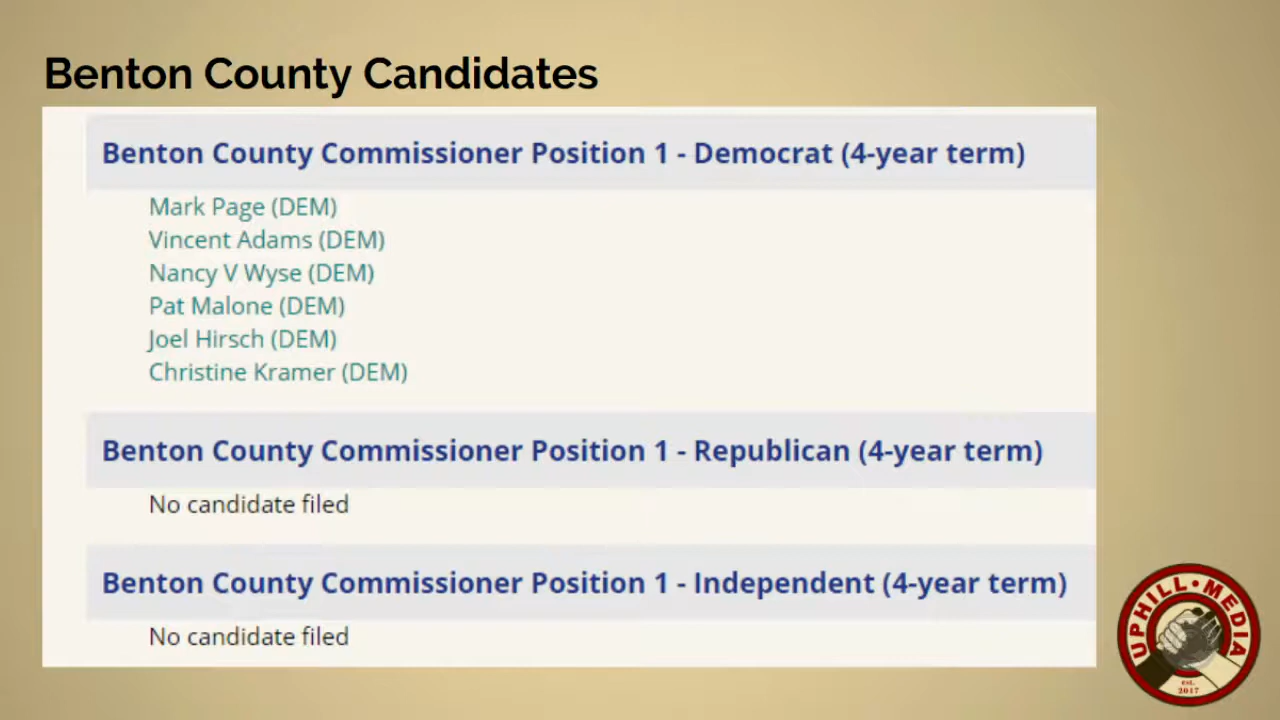 Benton County Candidates
Benton County Commissioner Position 1 - Democrat (4-year term)
Mark Page (DEM)
Vincent Adams (DEM)
Nancy V Wyse (DEM)
Pat Malone (DEM)
Joel Hirsch (DEM)
Christine Kramer (DEM)
Benton County Commissioner Position 1 - Republican (4-year term)
No candidate filed
Benton County Commissioner Position 1 - Independent (4-year term)
No candidate filed
UPHILL • MEDIA
est.
2017